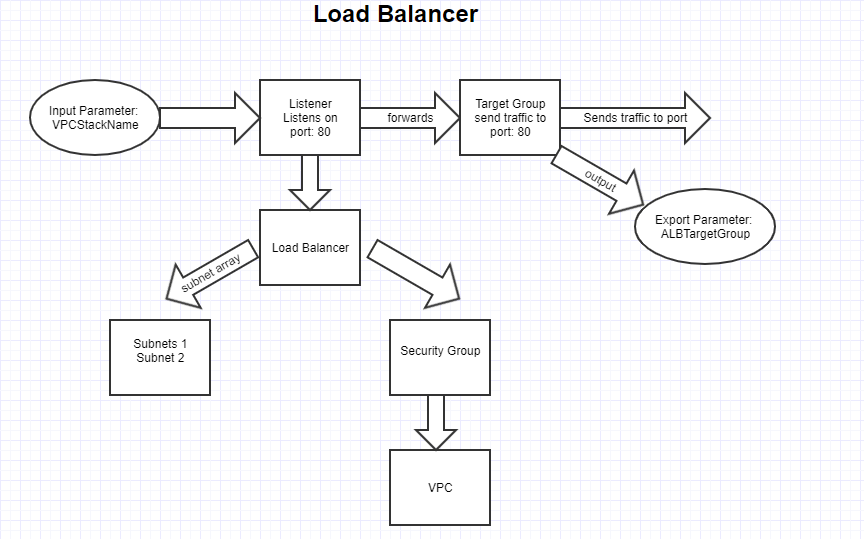 Load Balancer
Input Parameter:
VPCStackName
Listener
Listens on
port: 80
forwards
Target Group
send traffic to
port: 80
Sends traffic to port
output
Export Parameter:
ALBTargetGroup
Load Balancer
subnet array
Subnets 1
Subnet 2
Security Group
VPC